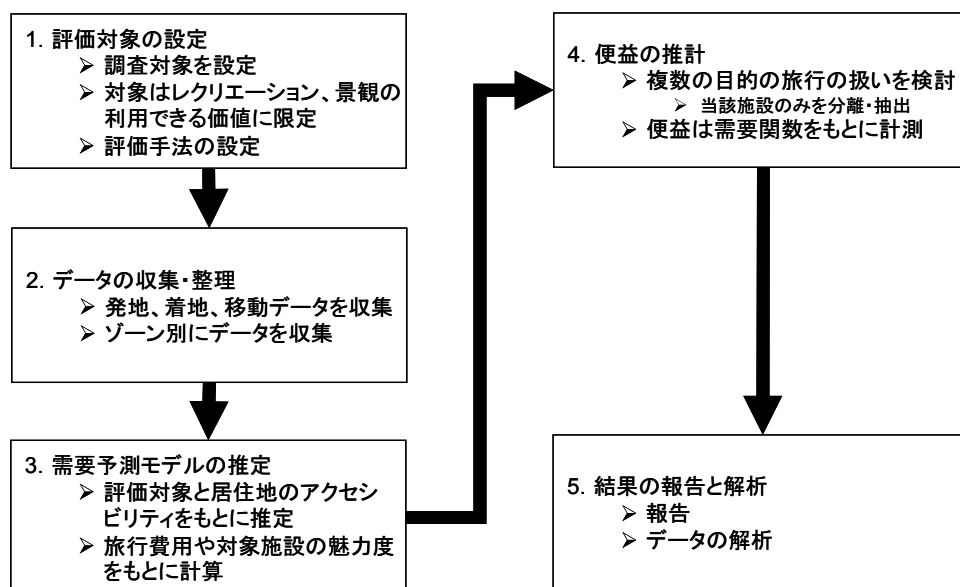 1. 評価対象の設定
➢ 調査対象を設定
➢ 対象はレクリエーション、景観の
利用できる価値に限定
➢ 評価手法の設定
2. データの収集・整理
➢ 発地、着地、移動データを収集
➢ ゾーン別にデータを収集
3. 需要予測モデルの推定
➢ 評価対象と居住地のアクセシ
ビリティをもとに推定
➢ 旅行費用や対象施設の魅力度
をもとに計算
4. 便益の推計
➢ 複数の目的の旅行の扱いを検討
➢ 当該施設のみを分離・抽出
➢ 便益は需要関数をもとに計測
5. 結果の報告と解析
➢ 報告
➢ データの解析